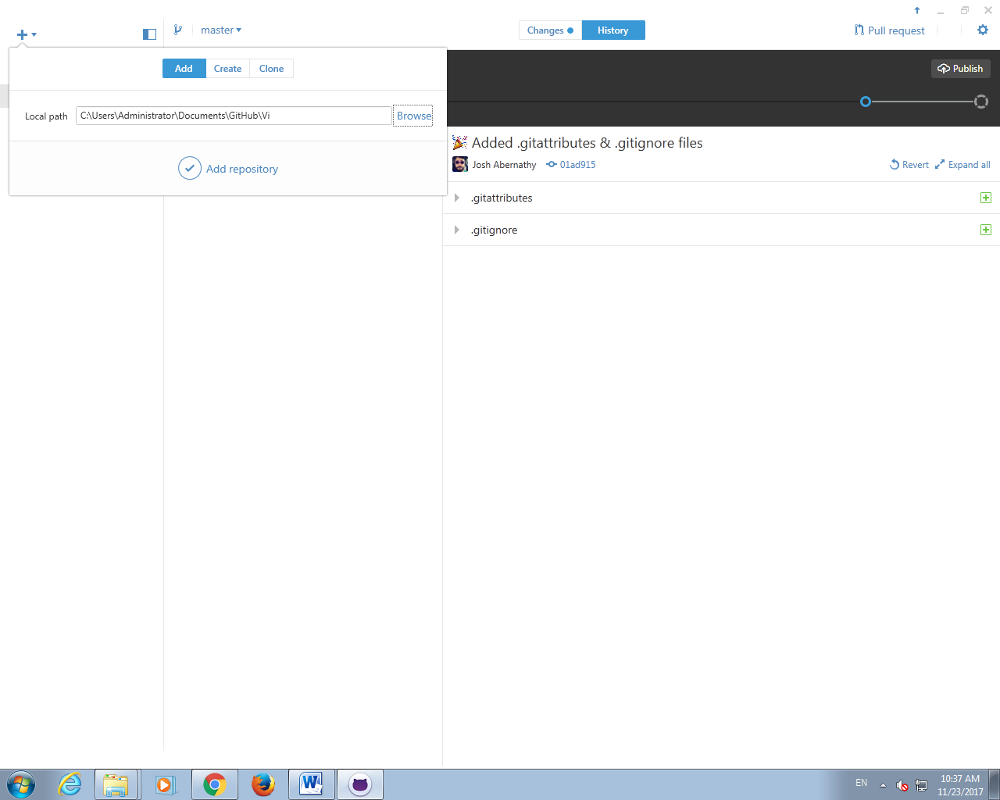 master
Changes
History
Pull request
Add
Create
Clone
Publish
Local path
C:\Users\Administrator\Documents\GitHub\Vi
Browse
Add repository
Added .gitattributes & .gitignore files
Josh Abernathy
01ad915
Revert
Expand all
.gitattributes
.gitignore
EN
10:37 AM
11/23/2017